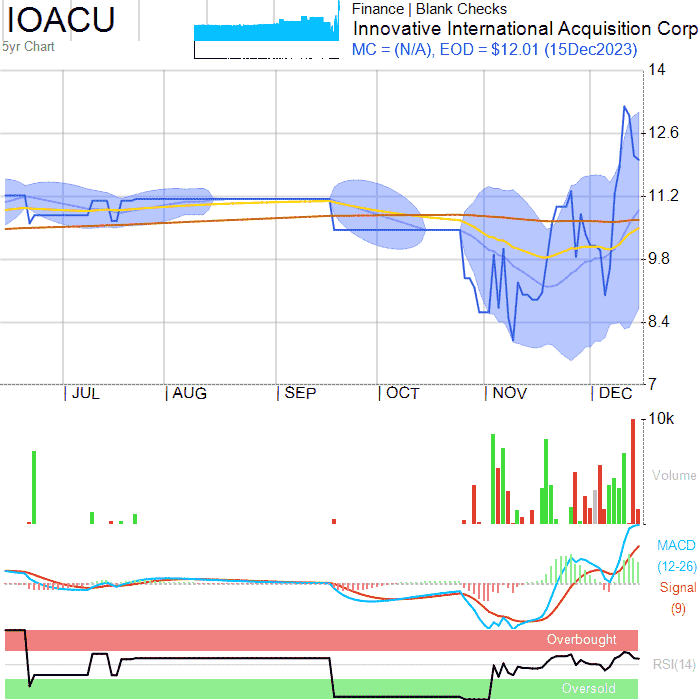 IOACU
5yr Chart
Finance | Blank Checks
Innovative International Acquisition Corp
MC = (N/A), EOD = $12.01 (15Dec2023)
14
12.6
11.2
9.8
8.4
7
JUL AUG SEP OCT NOV DEC
10k
Volume
MACD
(12-26)
Signal
(9)
Overbought
RSI(14)
Oversold